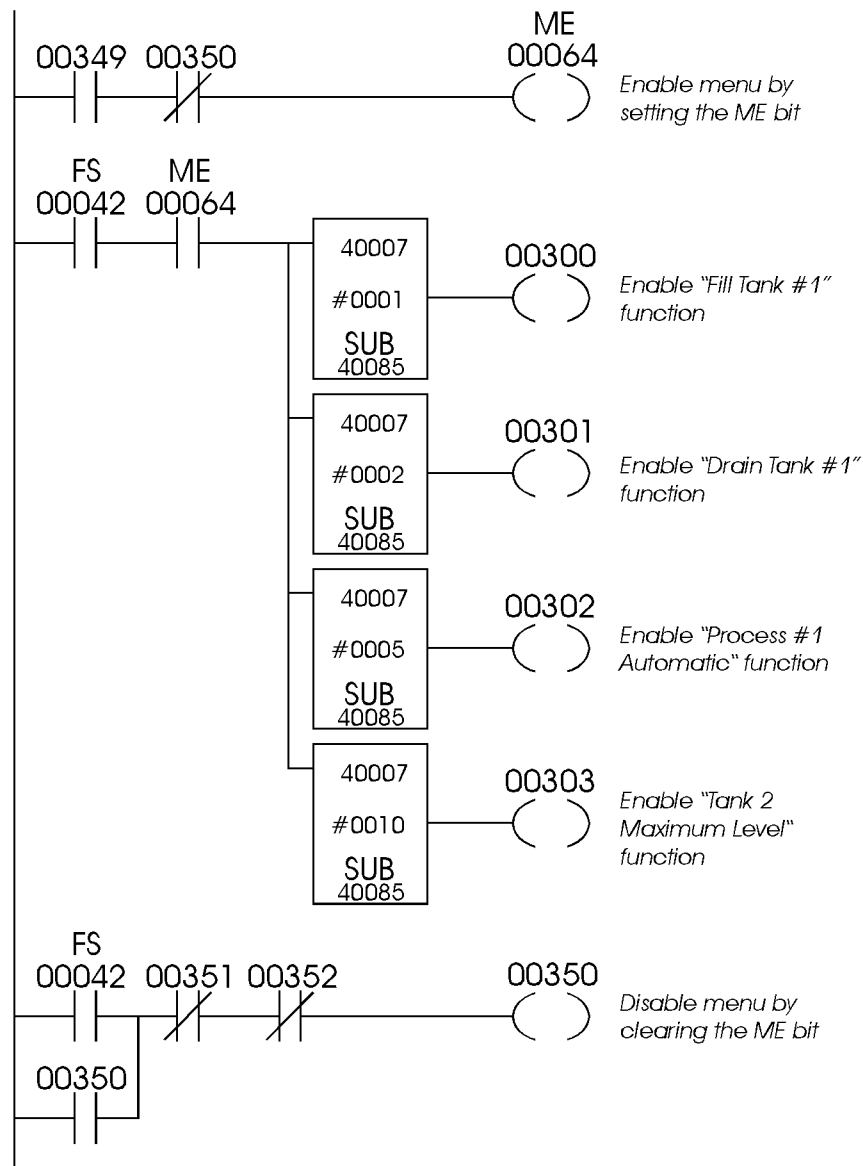 ME
00349 00350 00064
Enable menu by
setting the ME bit
FS ME
00042 00064
40007
#0001
SUB
40085
00300
Enable "Fill Tank #1"
function
40007
#0002
SUB
40085
00301
Enable "Drain Tank #1"
function
40007
#0005
SUB
40085
00302
Enable "Process #1
Automatic" function
40007
#0010
SUB
40085
00303
Enable "Tank 2
Maximum Level"
function
FS
00042 00351 00352 00350
Disable menu by
clearing the ME bit
00350